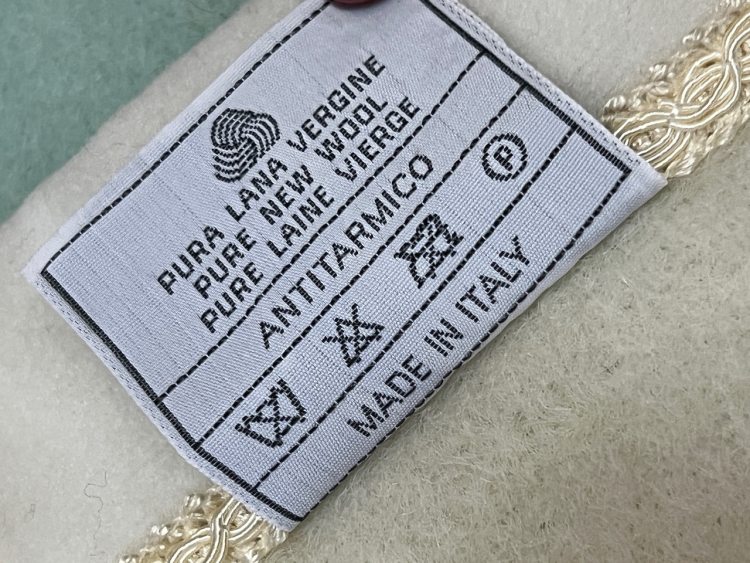 PURA LANA VERGINE
PURE NEW WOOL
PURE LAINE VIERGE
ANTITARMICO
P
MADE IN ITALY